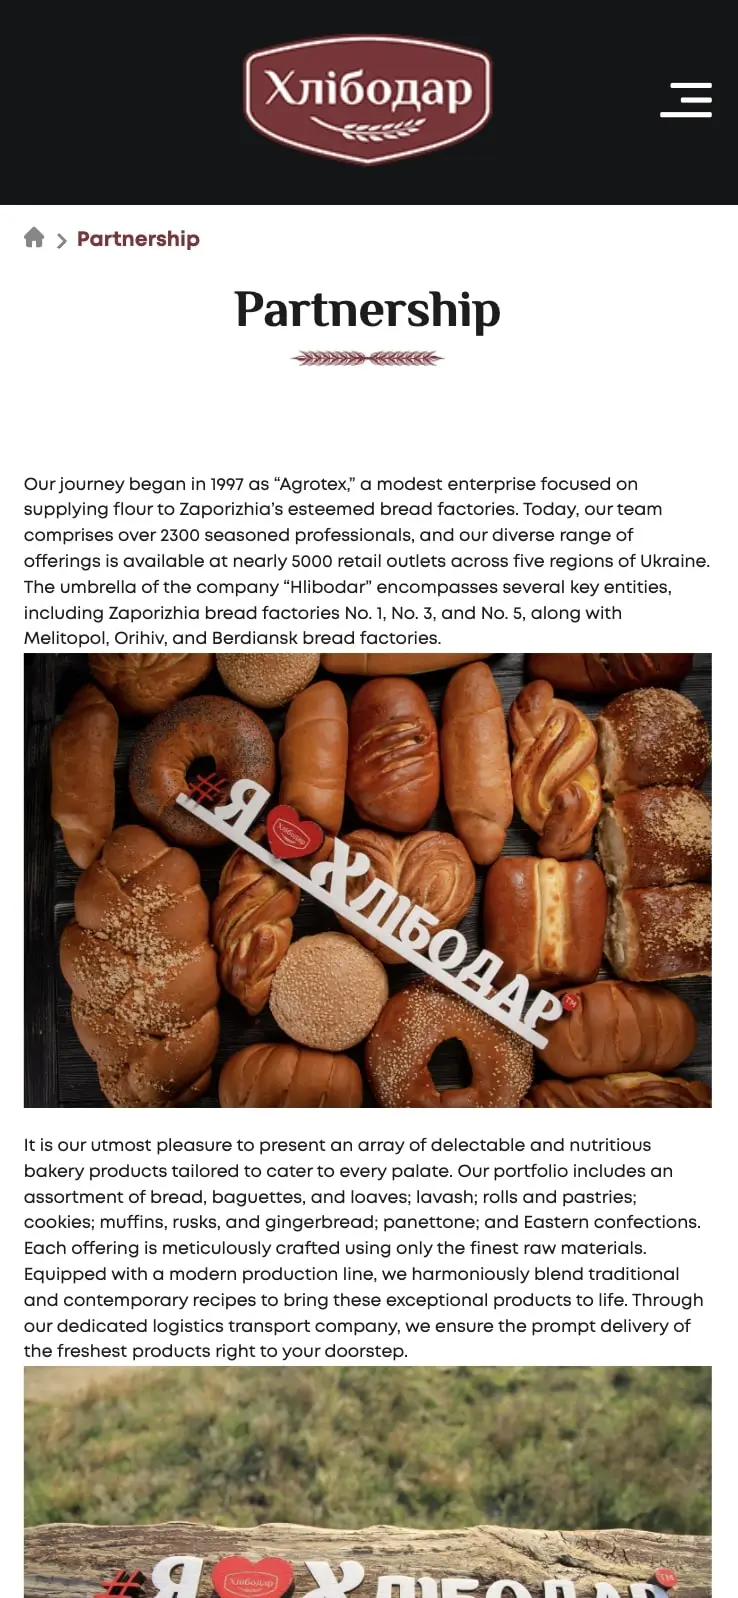 Хлібодар
Partnership
Partnership
Our journey began in 1997 as “Agrotex,” a modest enterprise focused on
supplying flour to Zaporizhia’s esteemed bread factories. Today, our team
comprises over 2300 seasoned professionals, and our diverse range of
offerings is available at nearly 5000 retail outlets across five regions of Ukraine.
The umbrella of the company “Hlibodar” encompasses several key entities,
including Zaporizhia bread factories No. 1, No. 3, and No. 5, along with
Melitopol, Orihiv, and Berdiansk bread factories.
#Я Хлібодар ХЛІБОДАР TM
It is our utmost pleasure to present an array of delectable and nutritious
bakery products tailored to cater to every palate. Our portfolio includes an
assortment of bread, baguettes, and loaves; lavash; rolls and pastries;
cookies; muffins, rusks, and gingerbread; panettone; and Eastern confections.
Each offering is meticulously crafted using only the finest raw materials.
Equipped with a modern production line, we harmoniously blend traditional
and contemporary recipes to bring these exceptional products to life. Through
our dedicated logistics transport company, we ensure the prompt delivery of
the freshest products right to your doorstep.
#Я Хлібодар ХЛІБОДАР TM